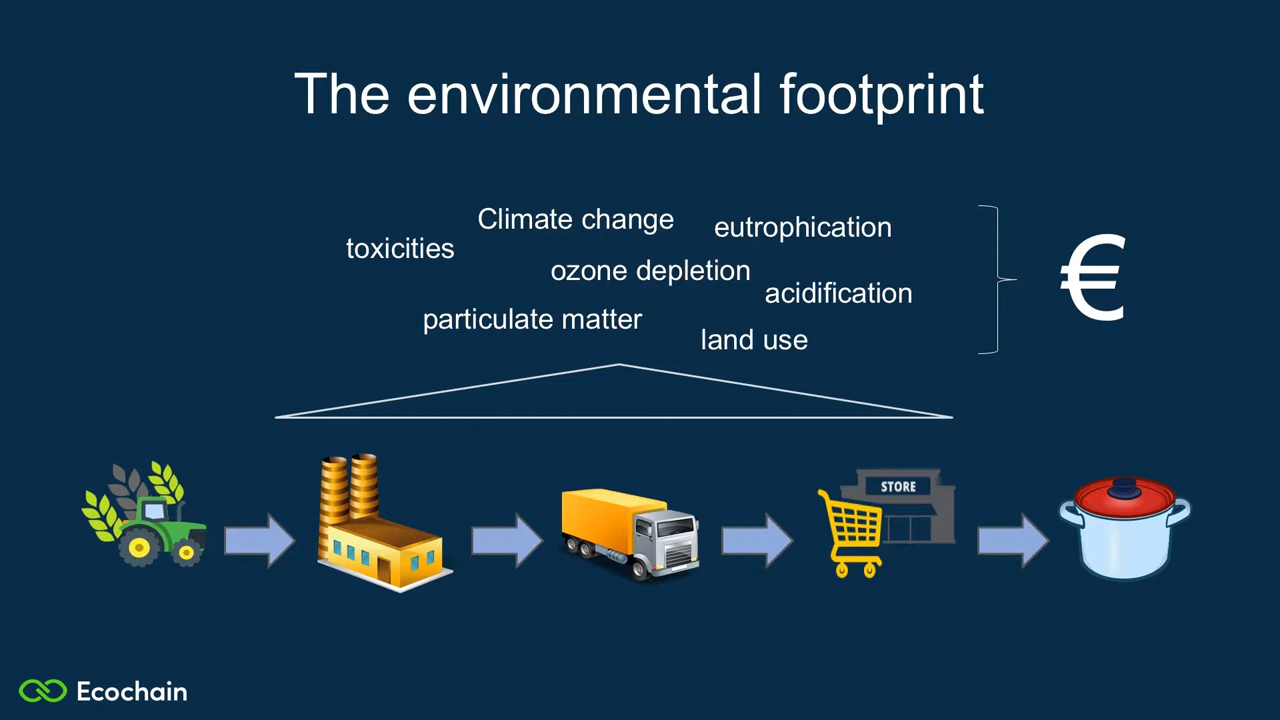 The environmental footprint
Climate change
eutrophication
toxicities
ozone depletion
acidification
particulate matter
land use
€
STORE
Ecochain